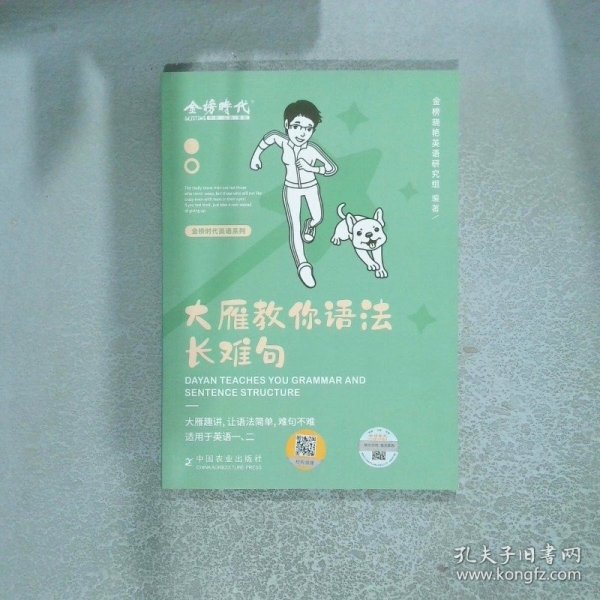 金榜時代
金榜晓艳英语研究组 编著
金榜时代英语系列
大雁教你语法
长难句
DAYAN TEACHES YOU GRAMMAR AND
SENTENCE STRUCTURE
大雁趣讲,让语法简单,难句不难
适用于英语一、二
中国农业出版社
CHINA AGRICULTURE PRESS
孔夫子旧书网
www.kongfz.com